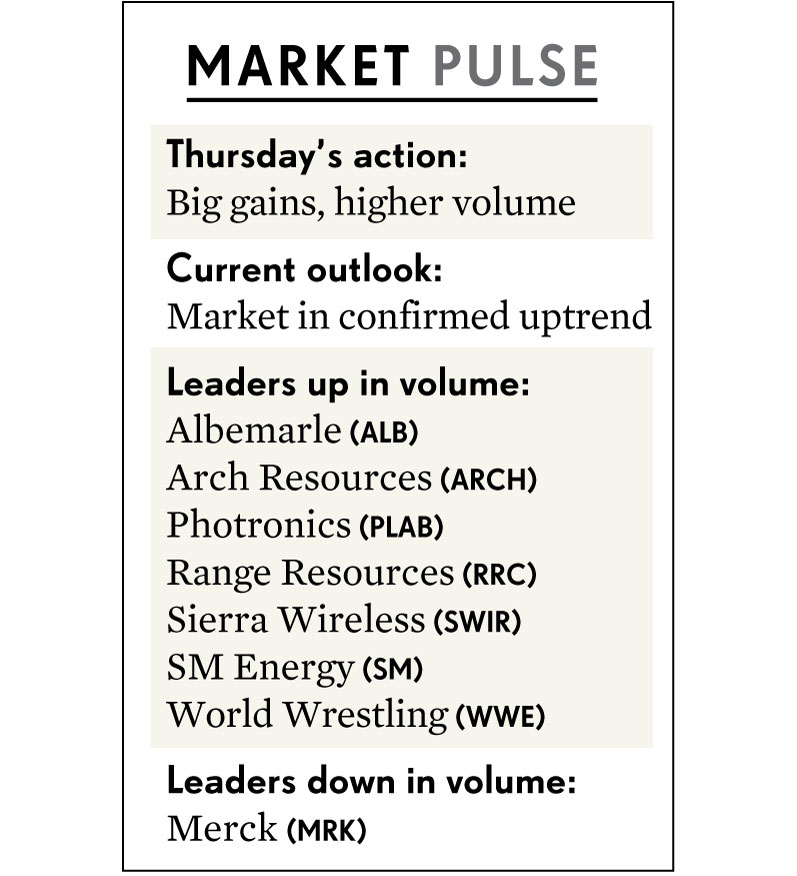 MARKET PULSE
Thursday’s action:
Big gains, higher volume
Current outlook:
Market in confirmed uptrend
Leaders up in volume:
Albemarle (ALB)
Arch Resources (ARCH)
Photronics (PLAB)
Range Resources (RRC)
Sierra Wireless (SWIR)
SM Energy (SM)
World Wrestling (WWE)
Leaders down in volume:
Merck (MRK)